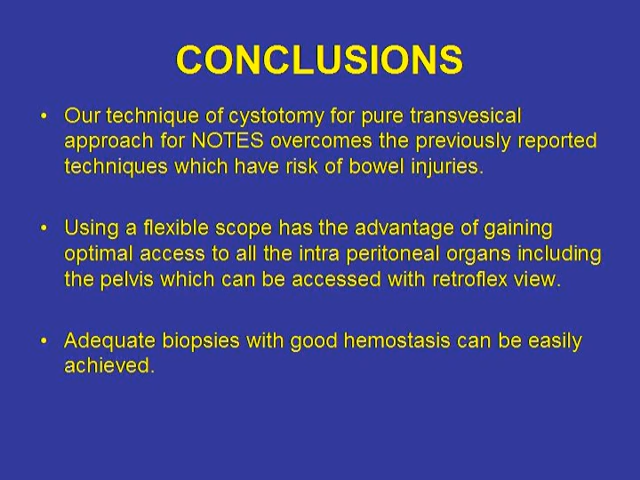 CONCLUSIONS
• Our technique of cystotomy for pure transvesical
approach for NOTES overcomes the previously reported
techniques which have risk of bowel injuries.
• Using a flexible scope has the advantage of gaining
optimal access to all the intra peritoneal organs including
the pelvis which can be accessed with retroflex view.
• Adequate biopsies with good hemostasis can be easily
achieved.